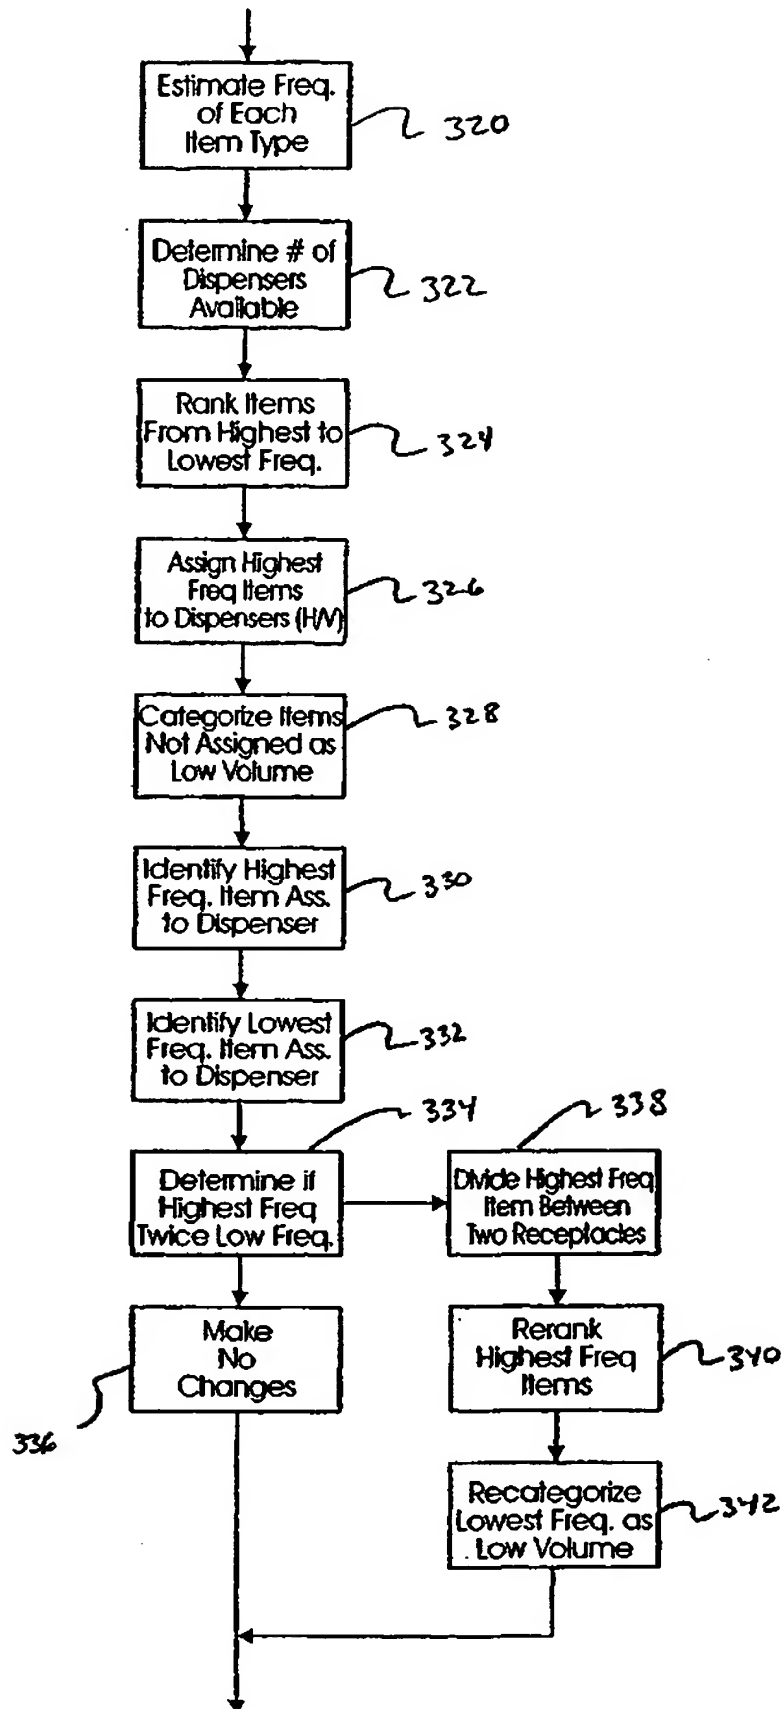 Estimate Freq.
of Each
Item Type
320
Determine # of
Dispensers
Available
322
Rank Items
From Highest to
Lowest Freq.
324
Assign Highest
Freq Items
to Dispensers (H/V)
326
Categorize Items
Not Assigned as
Low Volume
328
Identify Highest
Freq. Item Ass.
to Dispenser
330
Identify Lowest
Freq. Item Ass.
to Dispenser
332
334
Determine if
Highest Freq
Twice Low Freq.
338
Divide Highest Freq
Item Between
Two Receptacles
Make
No
Changes
336
Rerank
Highest Freq
Items
340
Recategorize
Lowest Freq. as
Low Volume
342